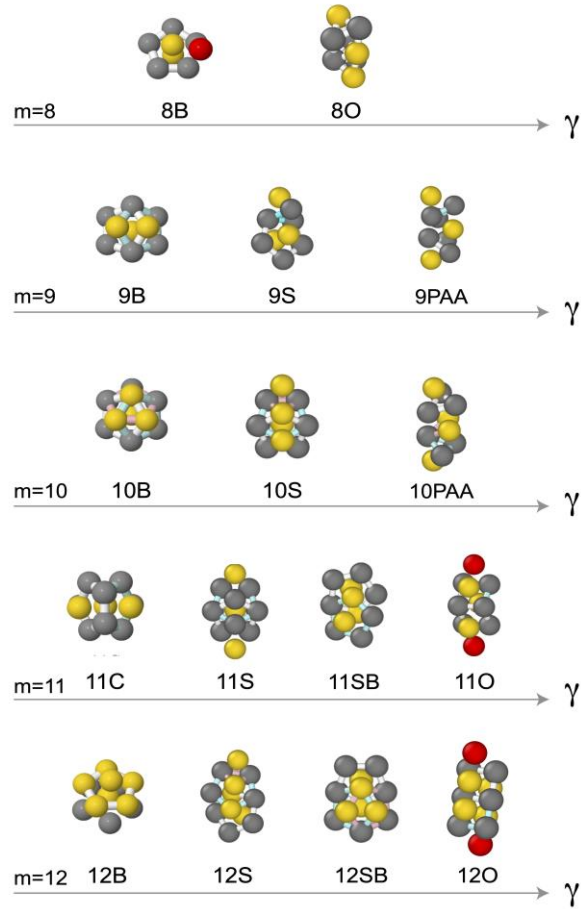 8B 8O
m=8 γ
9B 9S 9PAA
m=9 γ
10B 10S 10PAA
m=10 γ
11C 11S 11SB 11O
m=11 γ
12B 12S 12SB 12O
m=12 γ